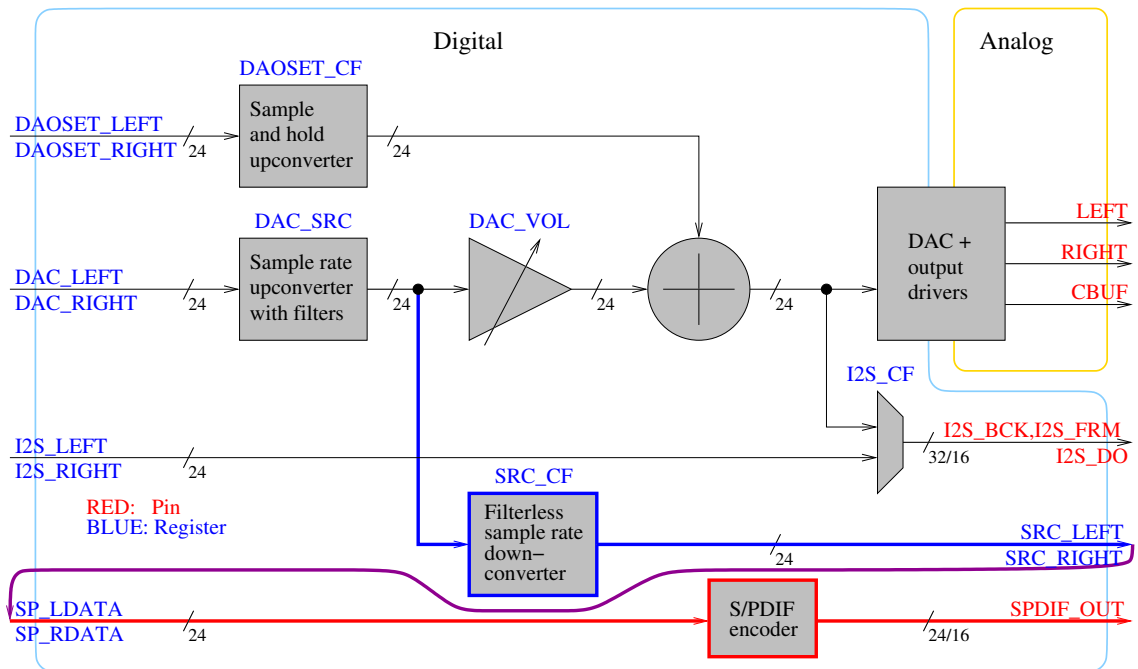 Digital
Analog
DAOSET_CF
Sample
and hold
upconverter
DAOSET_LEFT
DAOSET_RIGHT
24
24
DAC_SRC
Sample rate
upconverter
with filters
DAC_LEFT
DAC_RIGHT
24
24
DAC_VOL
24
24
DAC +
output
drivers
LEFT
RIGHT
CBUF
I2S_CF
I2S_LEFT
I2S_RIGHT
24
32/16
I2S_BCK,I2S_FRM
I2S_DO
RED: Pin
BLUE: Register
SRC_CF
Filterless
sample rate
down−
converter
24
SRC_LEFT
SRC_RIGHT
SP_LDATA
SP_RDATA
24
S/PDIF
encoder
24/16
SPDIF_OUT